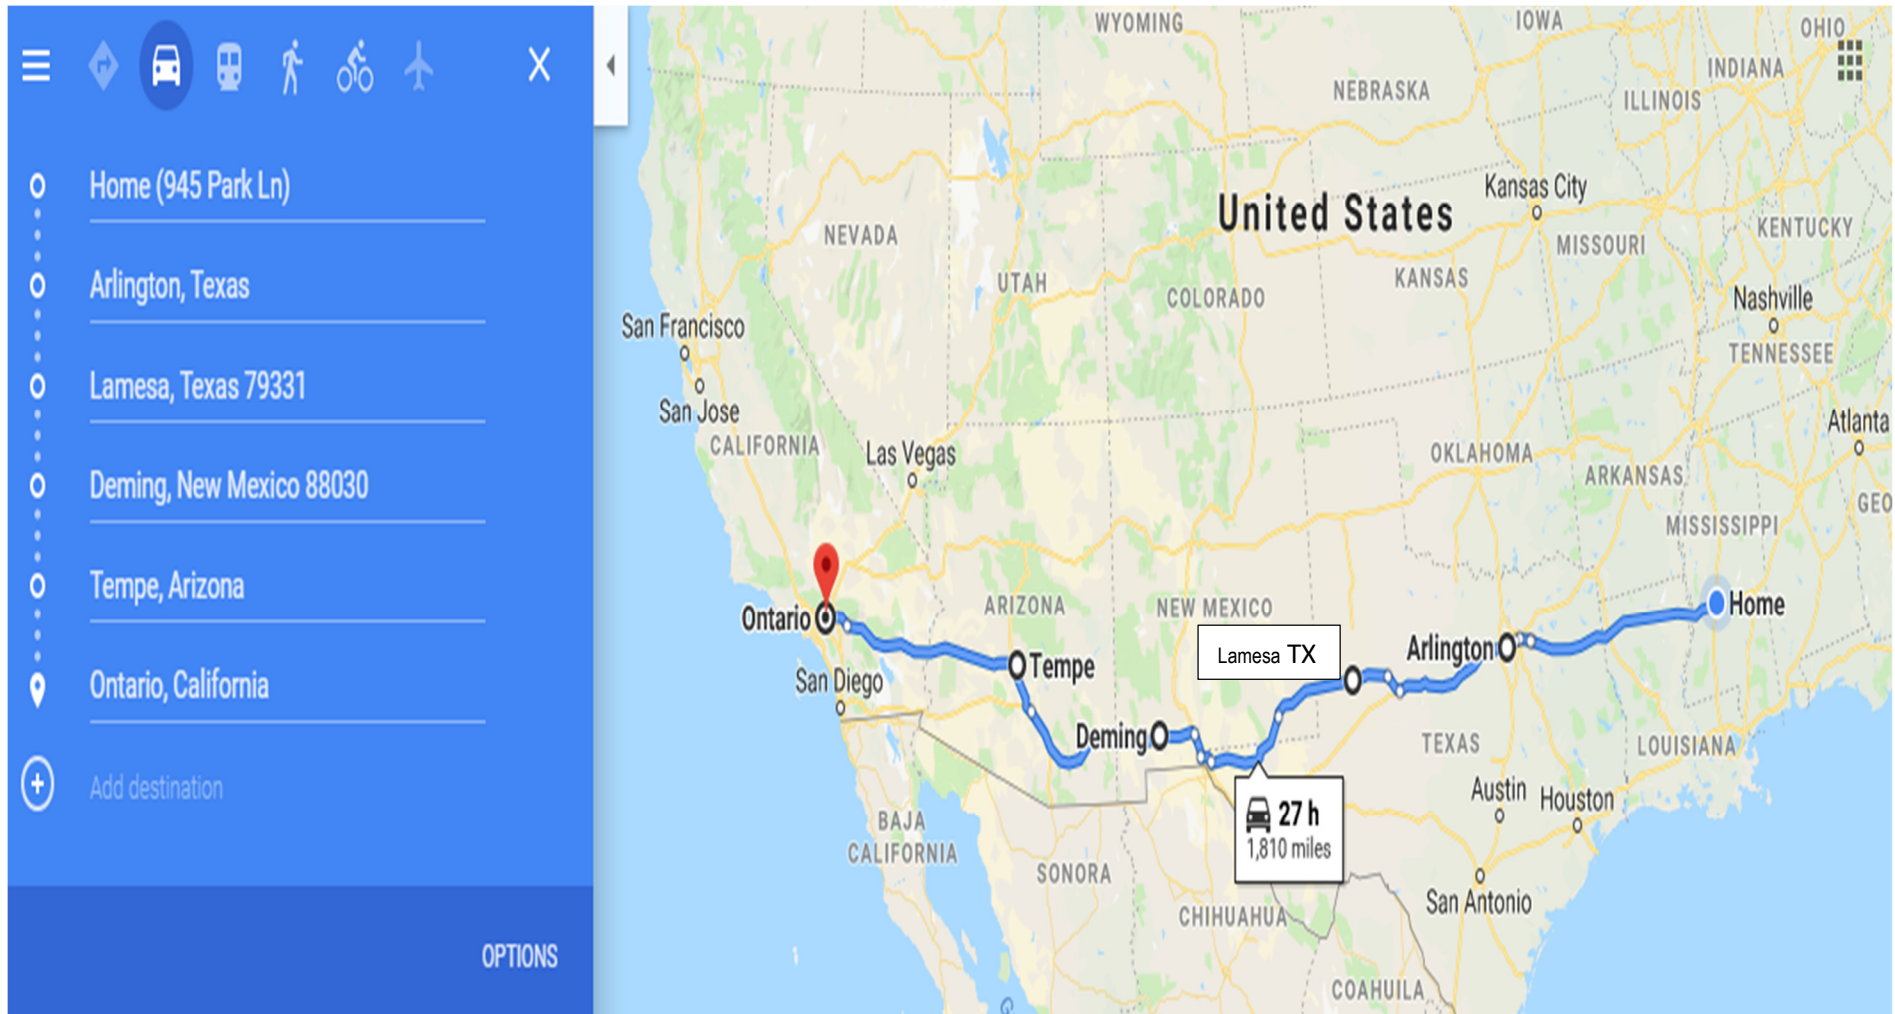 Home (945 Park Ln)
Arlington, Texas
Lamesa, Texas 79331
Deming, New Mexico 88030
Tempe, Arizona
Ontario, California
Add destination
OPTIONS
WYOMING
IOWA
OHIO
INDIANA
NEBRASKA
ILLINOIS
Kansas City
United States
KENTUCKY
NEVADA
MISSOURI
UTAH
KANSAS
COLORADO
Nashville
San Francisco
TENNESSEE
San Jose
Atlanta
CALIFORNIA
Las Vegas
OKLAHOMA
ARKANSAS
GEO
MISSISSIPPI
ARIZONA
NEW MEXICO
Home
Ontario
Lamesa TX
Arlington
Tempe
San Diego
Deming
TEXAS
LOUISIANA
Austin
Houston
27 h
1,810 miles
BAJA
CALIFORNIA
SONORA
San Antonio
CHIHUAHUA
COAHUILA
G